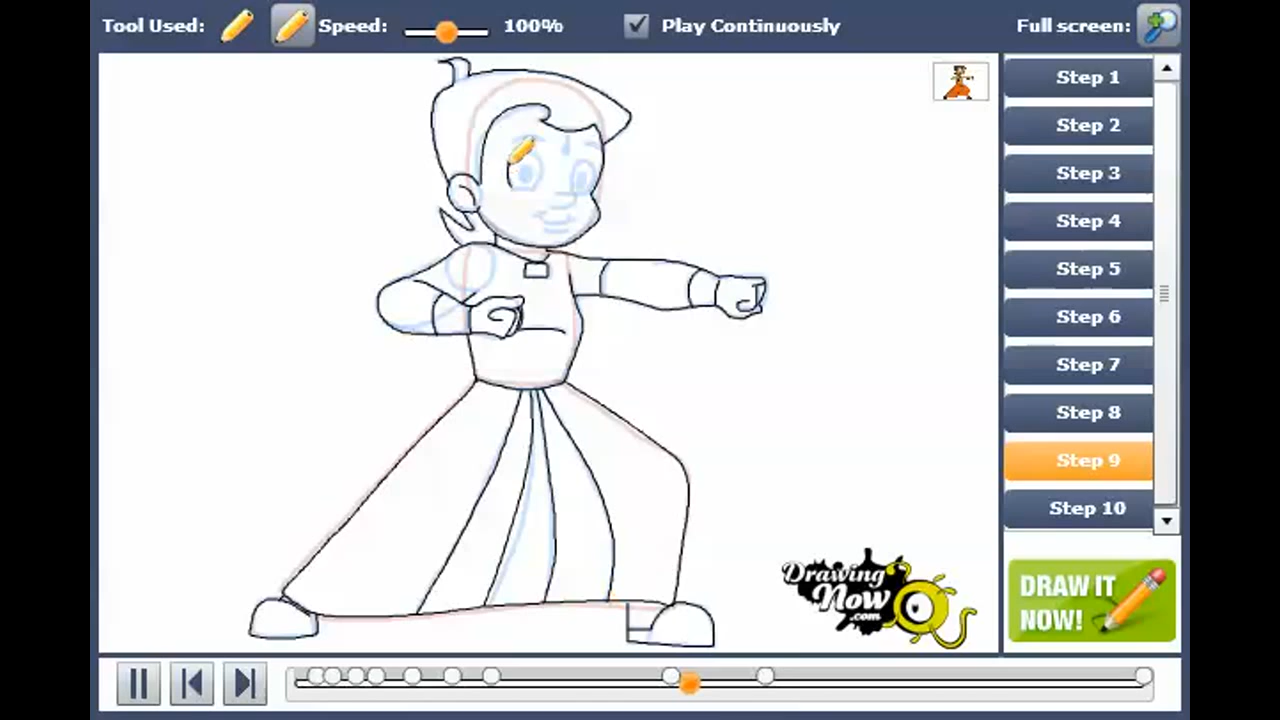 Tool Used: Speed: 100% Play Continuously Full screen:
Step 1
Step 2
Step 3
Step 4
Step 5
Step 6
Step 7
Step 8
Step 9
Step 10
Drawing
Now
.com
DRAW IT
NOW!